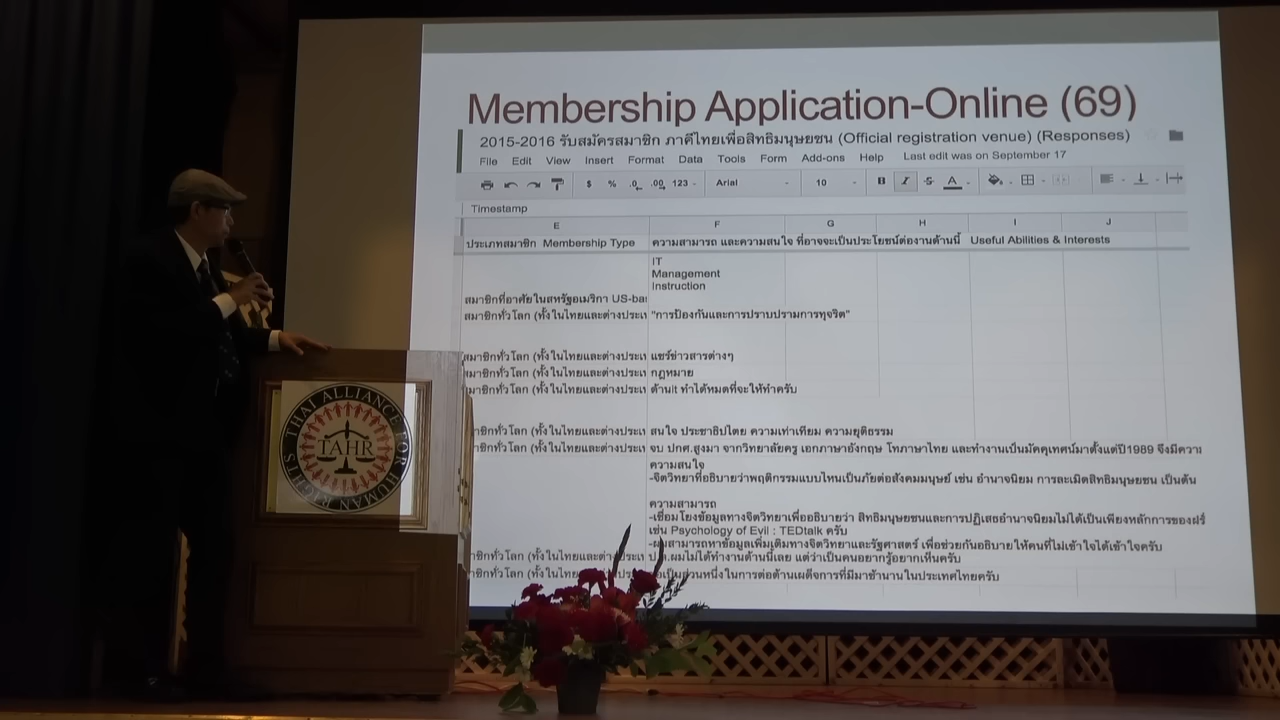 Membership Application-Online (69)
2015-2016 รับสมัครสมาชิก ภาคีไทยเพื่อสิทธิมนุษยชน (Official registration venue) (Responses)
File Edit View Insert Format Data Tools Form Add-ons Help Last edit was on September 17
$ % .0 .00 123 Arial 10 B I S A
Timestamp
E F G H I J
ประเภทสมาชิก Membership Type ความสามารถ และความสนใจ ที่อาจจะเป็นประโยชน์ต่องานด้านนี้ Useful Abilities & Interests
IT
Management
Instruction
สมาชิกที่อาศัยในสหรัฐอเมริกา US-ba
สมาชิกทั่วโลก (ทั้งในไทยและต่างประเ "การป้องกันและการปราบปรามการทุจริต"
สมาชิกทั่วโลก (ทั้งในไทยและต่างประเ แชร์ข่าวสารต่างๆ
สมาชิกทั่วโลก (ทั้งในไทยและต่างประเ กฎหมาย
มาชิกทั่วโลก (ทั้งในไทยและต่างประเ ด้านit ทำได้หมดที่จะให้ทำครับ
มาชิกทั่วโลก (ทั้งในไทยและต่างประเ สนใจ ประชาธิปไตย ความเท่าเทียม ความยุติธรรม
มาชิกทั่วโลก (ทั้งในไทยและต่างประเ จบ ปกศ.สูงมา จากวิทยาลัยครู เอกภาษาอังกฤษ โทภาษาไทย และทำงานเป็นมัคคุเทศน์มาตั้งแต่ปี1989 จึงมีความ
ความสนใจ
-จิตวิทยาที่อธิบายว่าพฤติกรรมแบบไหนเป็นภัยต่อสังคมมนุษย์ เช่น อำนาจนิยม การละเมิดสิทธิมนุษยชน เป็นต้น
ความสามารถ
-เชื่อมโยงข้อมูลทางจิตวิทยาเพื่ออธิบายว่า สิทธิมนุษยชนและการปฏิเสธอำนาจนิยมไม่ได้เป็นเพียงหลักการของฝรั่
เช่น Psychology of Evil : TEDtalk ครับ
-ผมสามารถหาข้อมูลเพิ่มเติมทางจิตวิทยาและรัฐศาสตร์ เพื่อช่วยกันอธิบายให้คนที่ไม่เข้าใจได้เข้าใจครับ
าชิกทั่วโลก (ทั้งในไทยและต่างประเ ป.ล.ผมไม่ได้ทำงานด้านนี้เลย แต่ว่าเป็นคนอยากรู้อยากเห็นครับ
าชิกทั่วโลก (ทั้งในไทย เป็นส่วนหนึ่งในการต่อต้านเผด็จการที่มีมาช้านานในประเทศไทยครับ
THAI ALLIANCE FOR HUMAN RIGHTS
TAHR